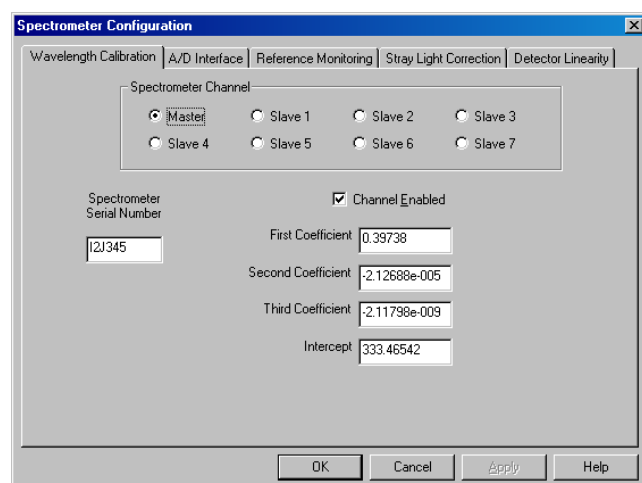 Spectrometer Configuration
Wavelength Calibration A/D Interface Reference Monitoring Stray Light Correction Detector Linearity
Spectrometer Channel
Master Slave 1 Slave 2 Slave 3
Slave 4 Slave 5 Slave 6 Slave 7
Spectrometer
Serial Number
I2J345
Channel Enabled
First Coefficient 0.39738
Second Coefficient -2.12688e-005
Third Coefficient -2.11798e-009
Intercept 333.46542
OK Cancel Apply Help